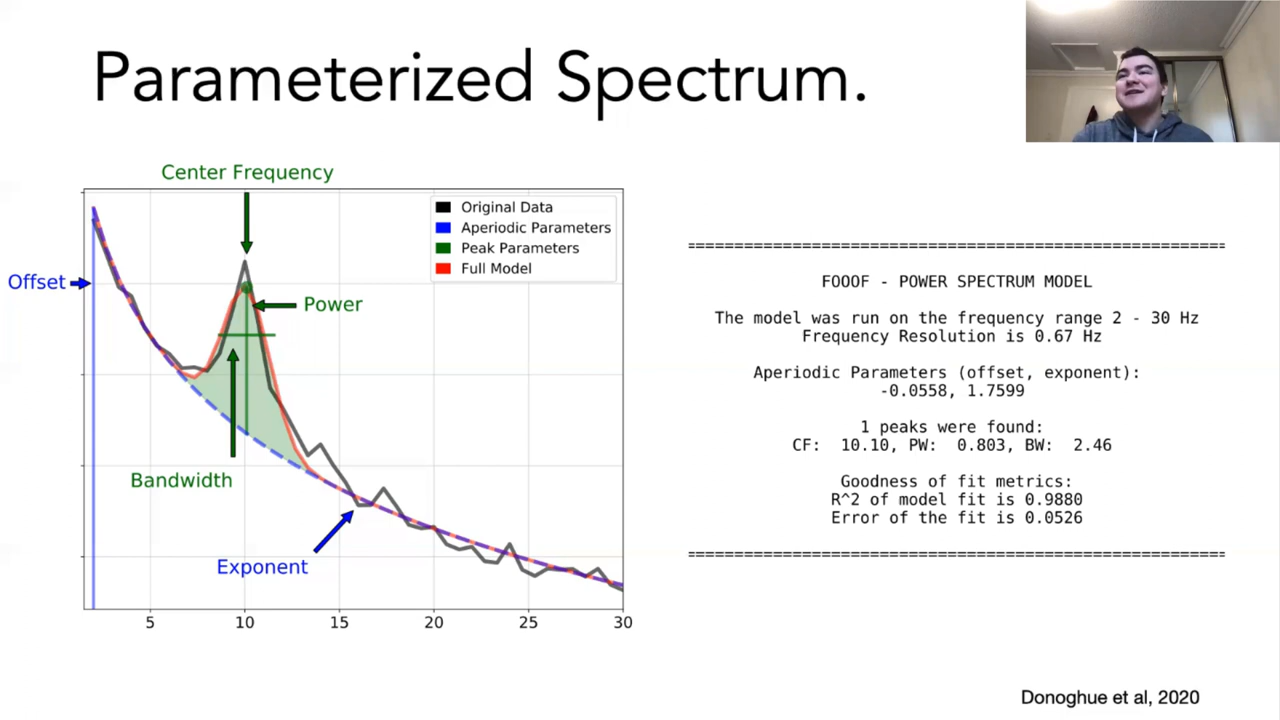 Parameterized Spectrum.
Center Frequency
Original Data
Aperiodic Parameters
Peak Parameters
Full Model
Offset
Power
Bandwidth
Exponent
5 10 15 20 25 30
==========================================================
FOOOF - POWER SPECTRUM MODEL
The model was run on the frequency range 2 - 30 Hz
Frequency Resolution is 0.67 Hz
Aperiodic Parameters (offset, exponent):
-0.0558, 1.7599
1 peaks were found:
CF: 10.10, PW: 0.803, BW: 2.46
Goodness of fit metrics:
R^2 of model fit is 0.9880
Error of the fit is 0.0526
==========================================================
Donoghue et al, 2020